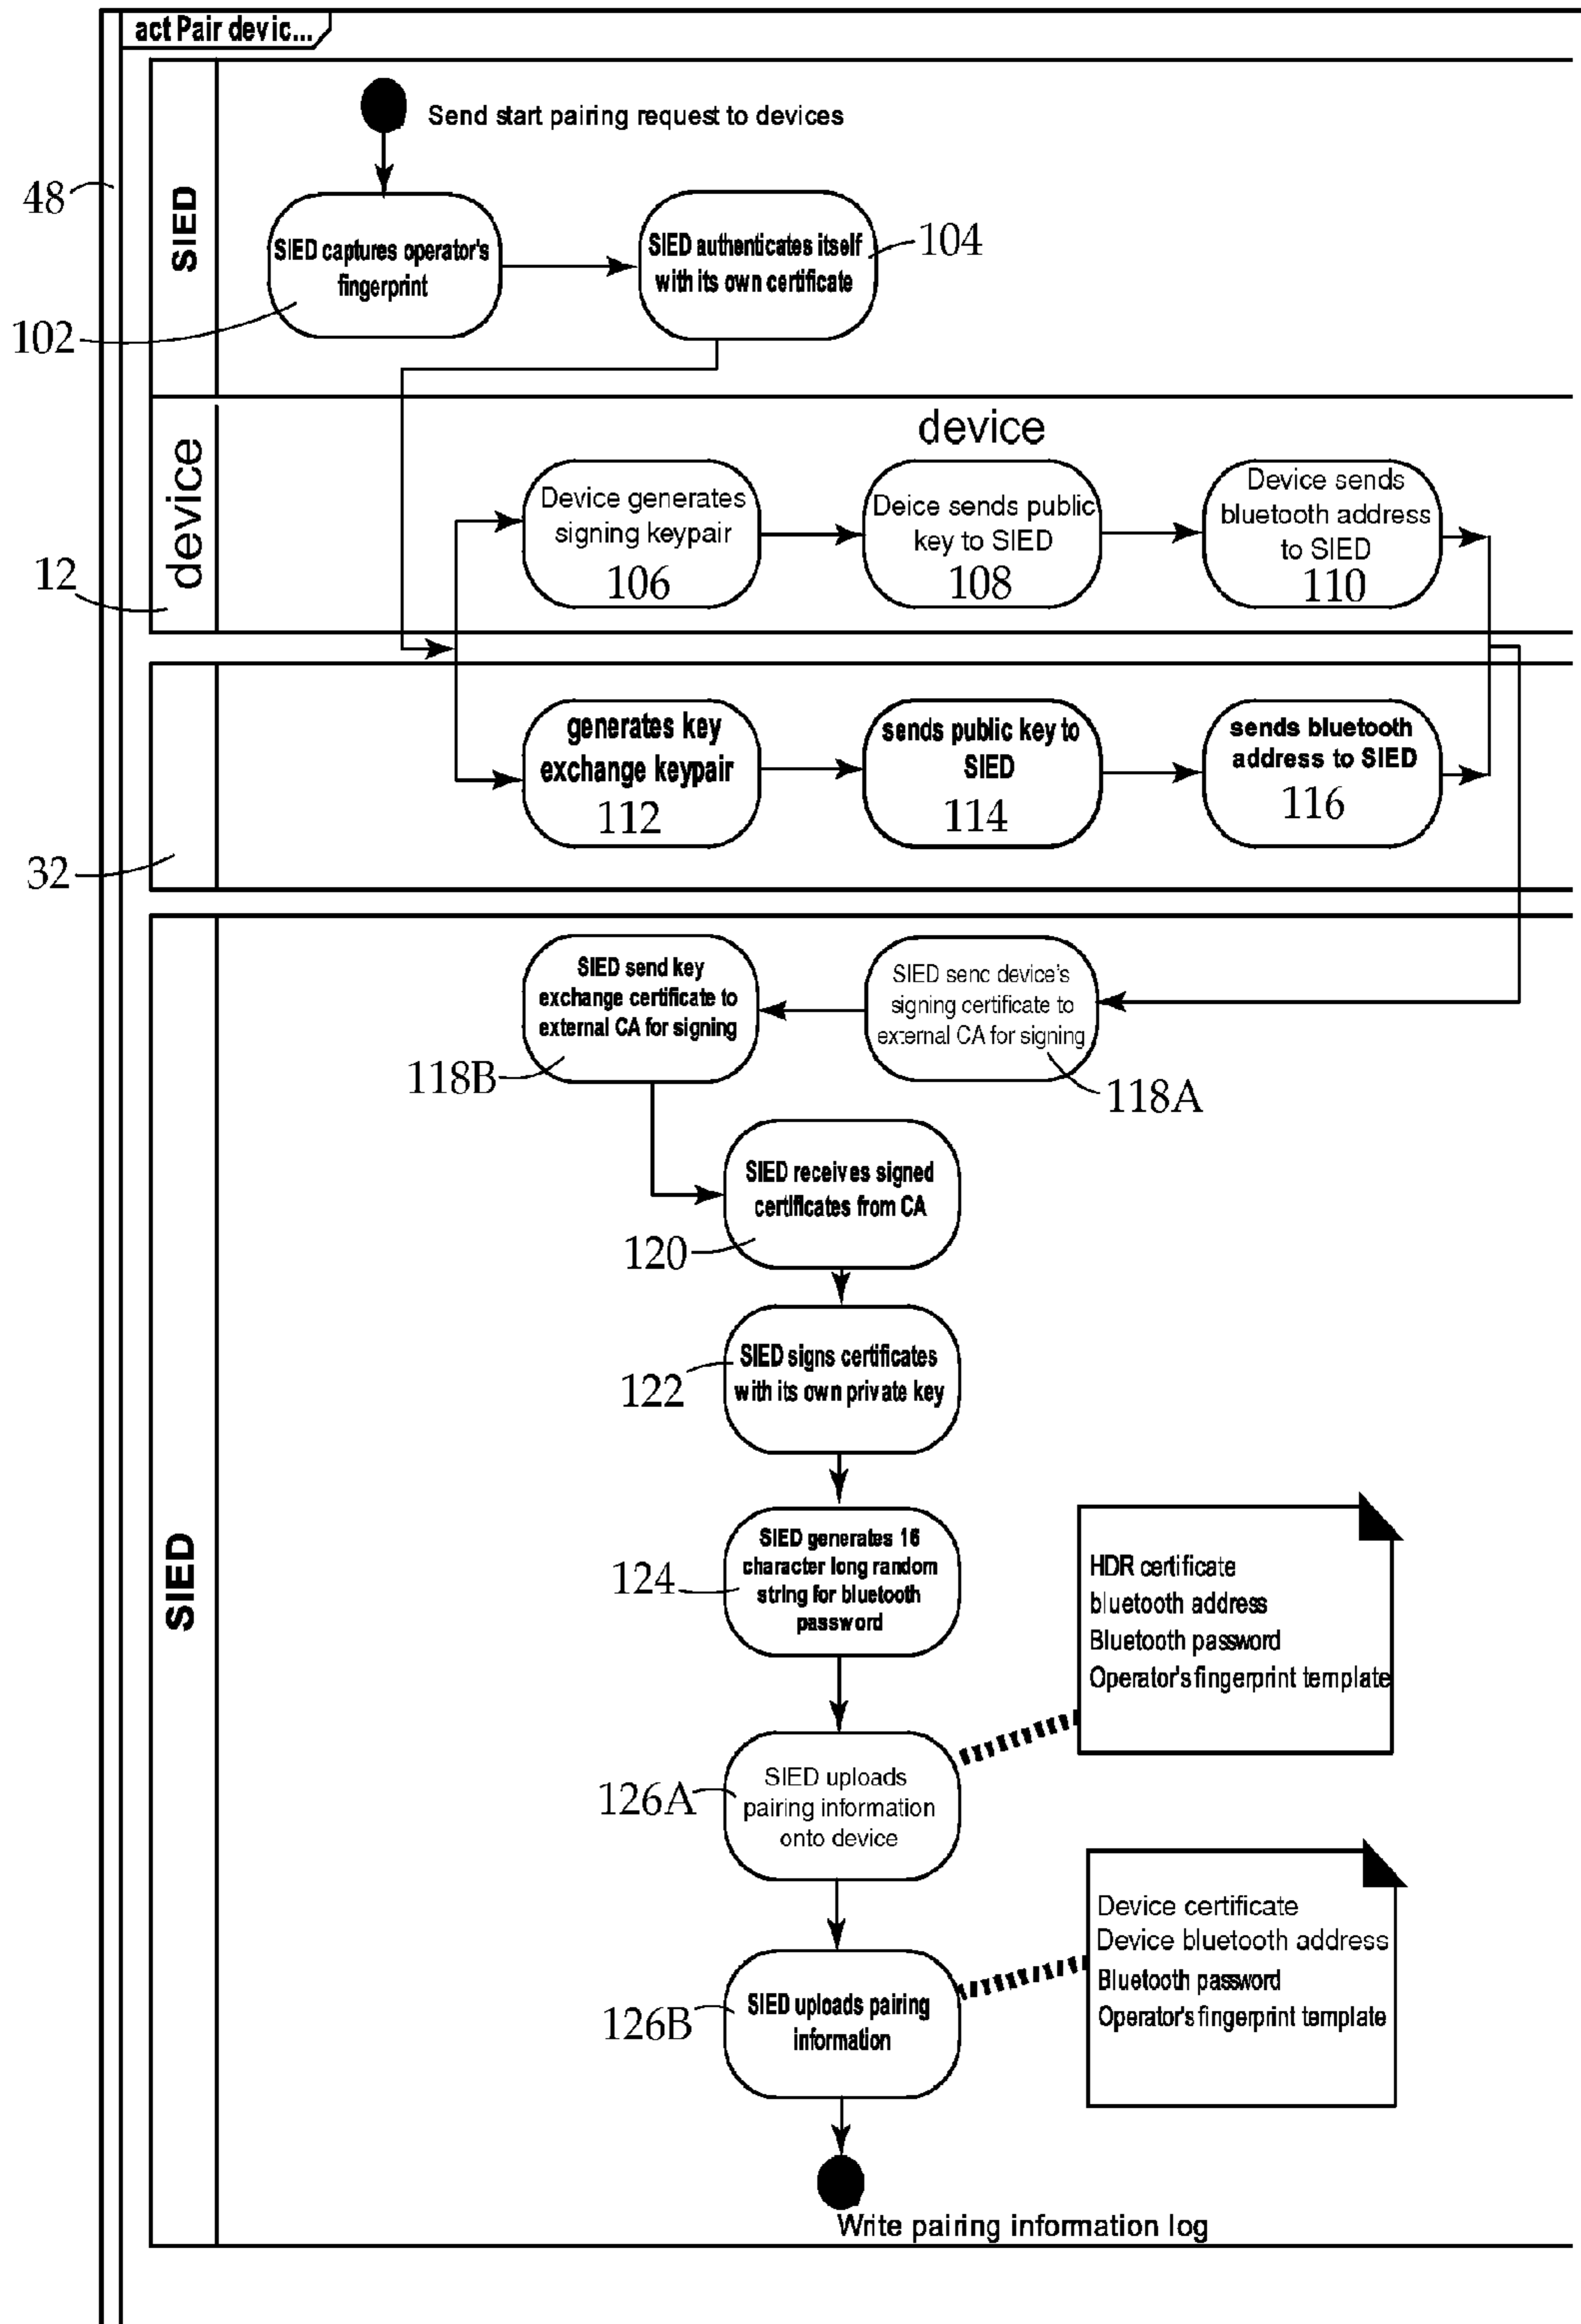 act Pair devic...
SIED
48
Send start pairing request to devices
SIED captures operator's
fingerprint
102
SIED authenticates itself
with its own certificate
104
device
12
device
Device generates
signing keypair
106
Deice sends public
key to SIED
108
Device sends
bluetooth address
to SIED
110
32
generates key
exchange keypair
112
sends public key to
SIED
114
sends bluetooth
address to SIED
116
SIED
SIED send key
exchange certificate to
external CA for signing
118B
SIED send device's
signing certificate to
external CA for signing
118A
SIED receives signed
certificates from CA
120
SIED signs certificates
with its own private key
122
SIED generates 16
character long random
string for bluetooth
password
124
HDR certificate
bluetooth address
Bluetooth password
Operator's fingerprint template
SIED uploads
pairing information
onto device
126A
Device certificate
Device bluetooth address
Bluetooth password
Operator's fingerprint template
SIED uploads pairing
information
126B
Write pairing information log